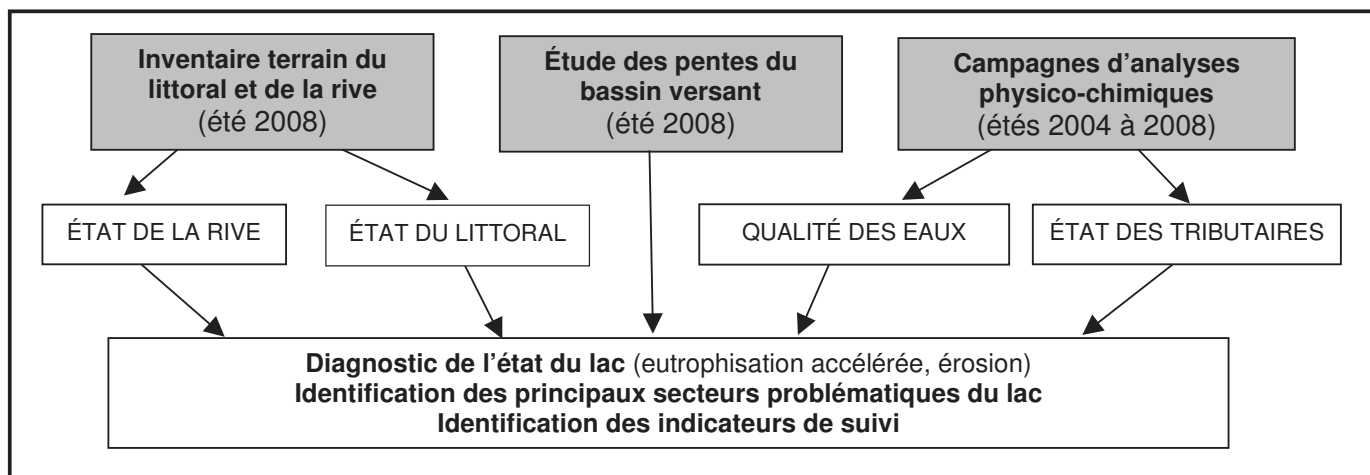 Inventaire terrain du
littoral et de la rive
(été 2008)
Étude des pentes du
bassin versant
(été 2008)
Campagnes d'analyses
physico-chimiques
(étés 2004 à 2008)
ÉTAT DE LA RIVE
ÉTAT DU LITTORAL
QUALITÉ DES EAUX
ÉTAT DES TRIBUTAIRES
Diagnostic de l'état du lac (eutrophisation accélérée, érosion)
Identification des principaux secteurs problématiques du lac
Identification des indicateurs de suivi